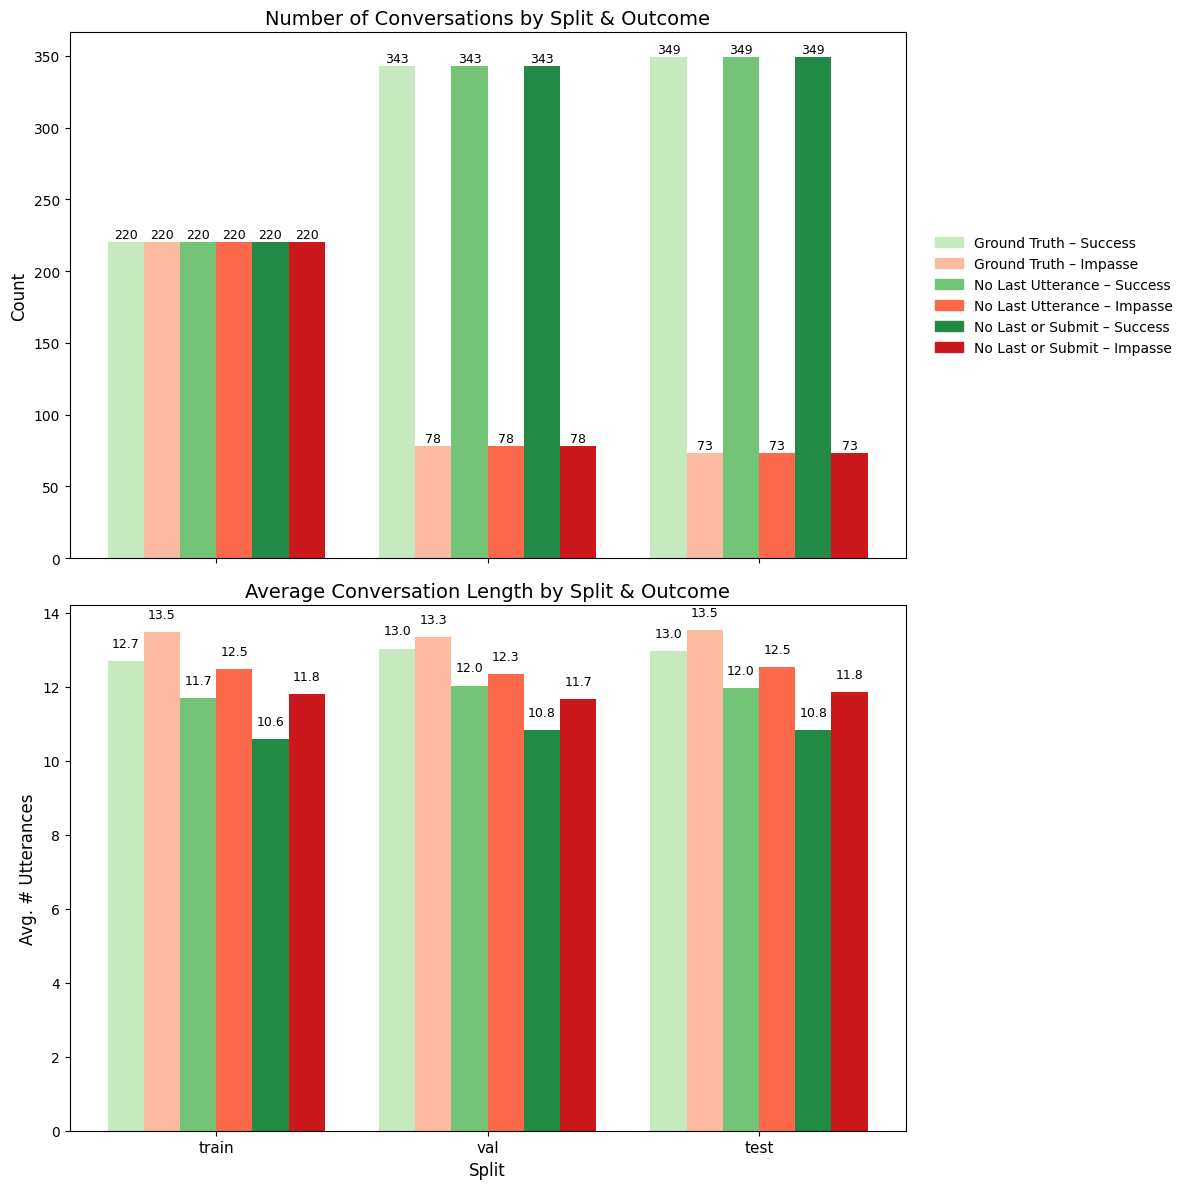 Number of Conversations by Split & Outcome
Count
350
300
250
200
150
100
50
0
220 220 220 220 220 220
343 78 343 78 343 78
349 73 349 73 349 73
Ground Truth – Success
Ground Truth – Impasse
No Last Utterance – Success
No Last Utterance – Impasse
No Last or Submit – Success
No Last or Submit – Impasse
Average Conversation Length by Split & Outcome
Avg. # Utterances
14
12
10
8
6
4
2
0
12.7 13.5 11.7 12.5 10.6 11.8
13.0 13.3 12.0 12.3 10.8 11.7
13.0 13.5 12.0 12.5 10.8 11.8
train val test
Split